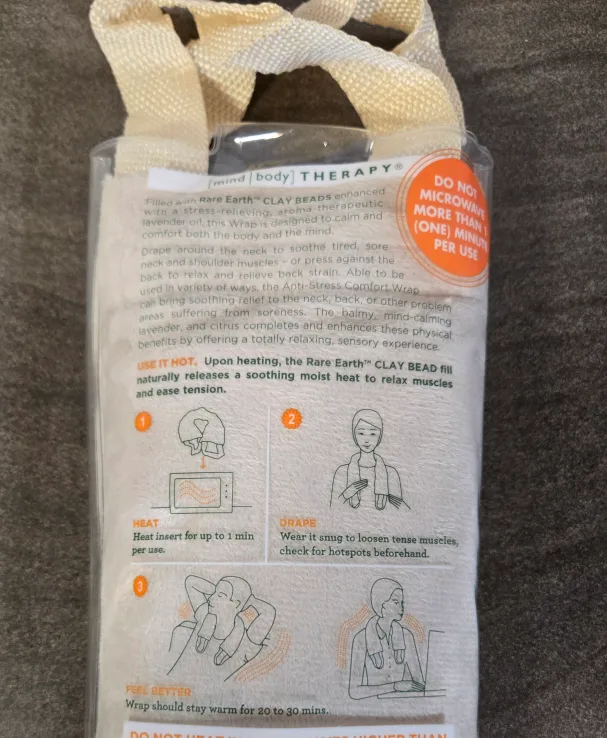 [mind | body] THERAPY®
DO NOT
MICROWAVE
MORE THAN 1
(ONE) MINUTE
PER USE
Filled with Rare Earth™ CLAY BEADS enhanced
with a stress-relieving, aroma therapeutic
lavender oil, this Wrap is designed to calm and
comfort both the body and the mind.
Drape around the neck to soothe tired, sore
neck and shoulder muscles – or press against the
back to relax and relieve back strain. Able to be
used in variety of ways, the Anti-Stress Comfort Wrap
can bring soothing relief to the neck, back, or other problem
areas suffering from soreness. The balmy, mind-calming
lavender, and citrus completes and enhances these physical
benefits by offering a totally relaxing, sensory experience.
USE IT HOT. Upon heating, the Rare Earth™ CLAY BEAD fill
naturally releases a soothing moist heat to relax muscles
and ease tension.
1
HEAT
Heat insert for up to 1 min
per use.
2
DRAPE
Wear it snug to loosen tense muscles,
check for hotspots beforehand.
3
FEEL BETTER
Wrap should stay warm for 20 to 30 mins.
DO NOT HEAT HIGHER THAN